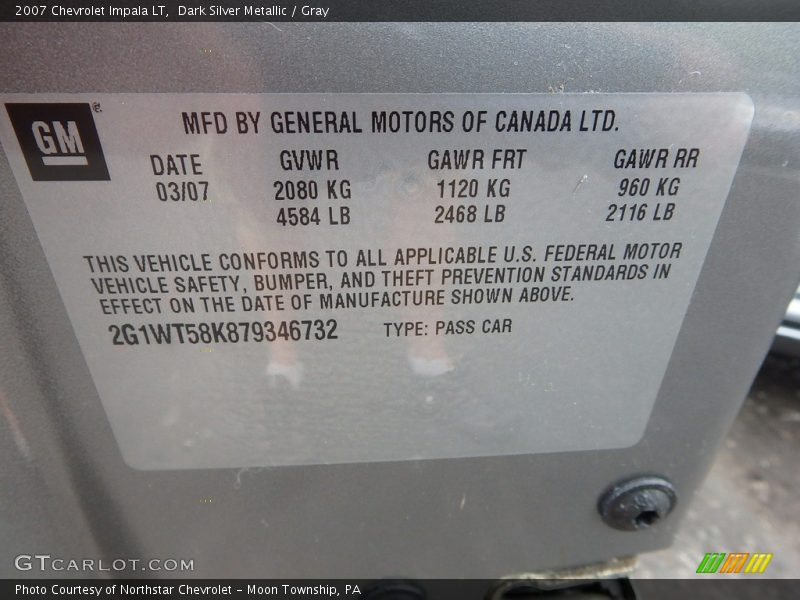 2007 Chevrolet Impala LT,  Dark Silver Metallic / Gray
GM
MFD BY GENERAL MOTORS OF CANADA LTD.
DATE GVWR GAWR FRT GAWR RR
03/07 2080 KG 1120 KG 960 KG
4584 LB 2468 LB 2116 LB
THIS VEHICLE CONFORMS TO ALL APPLICABLE U.S. FEDERAL MOTOR
VEHICLE SAFETY, BUMPER, AND THEFT PREVENTION STANDARDS IN
EFFECT ON THE DATE OF MANUFACTURE SHOWN ABOVE.
2G1WT58K879346732 TYPE: PASS CAR
GTCARLOT.COM
Photo Courtesy of Northstar Chevrolet – Moon Township, PA